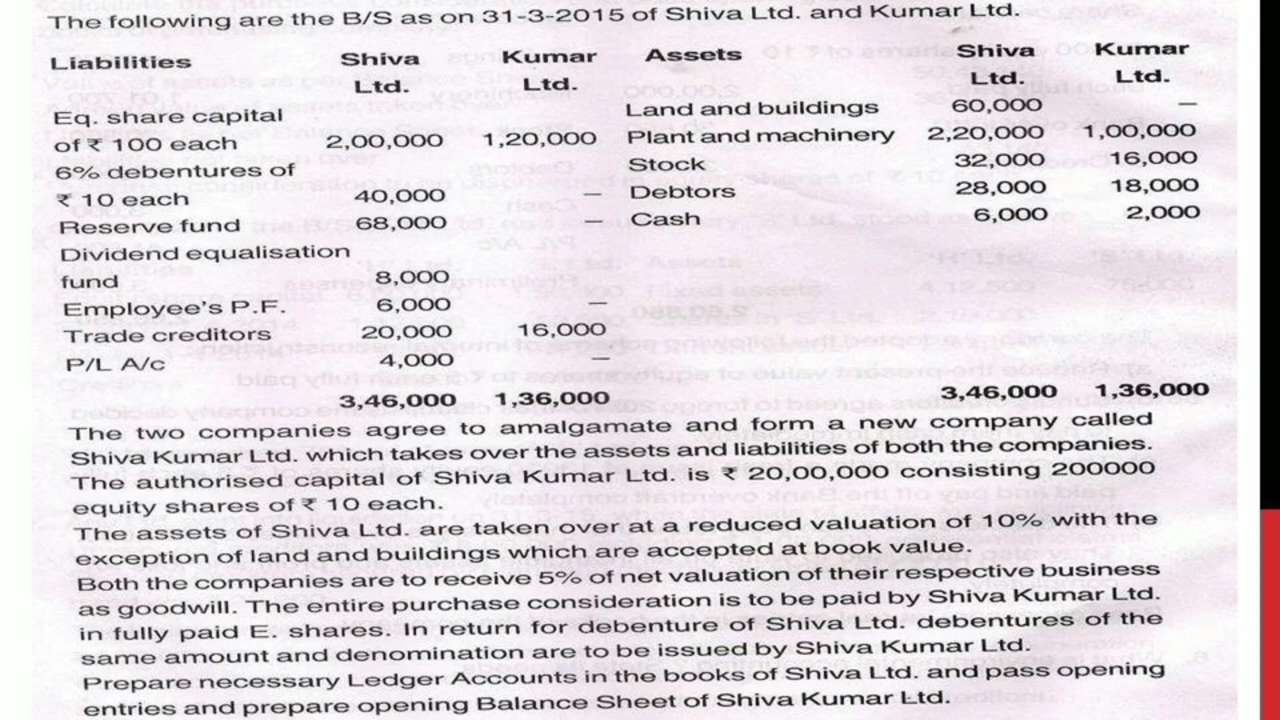 The following are the B/S as on 31-3-2015 of Shiva Ltd. and Kumar Ltd.
Liabilities Shiva Ltd. Kumar Ltd. Assets Shiva Ltd. Kumar Ltd.
Eq. share capital Land and buildings 60,000 –
of ₹ 100 each 2,00,000 1,20,000 Plant and machinery 2,20,000 1,00,000
6% debentures of Stock 32,000 16,000
₹ 10 each 40,000 – Debtors 28,000 18,000
Reserve fund 68,000 – Cash 6,000 2,000
Dividend equalisation
fund 8,000
Employee's P.F. 6,000 –
Trade creditors 20,000 16,000
P/L A/c 4,000 –
3,46,000 1,36,000 3,46,000 1,36,000
The two companies agree to amalgamate and form a new company called
Shiva Kumar Ltd. which takes over the assets and liabilities of both the companies.
The authorised capital of Shiva Kumar Ltd. is ₹ 20,00,000 consisting 200000
equity shares of ₹ 10 each.
The assets of Shiva Ltd. are taken over at a reduced valuation of 10% with the
exception of land and buildings which are accepted at book value.
Both the companies are to receive 5% of net valuation of their respective business
as goodwill. The entire purchase consideration is to be paid by Shiva Kumar Ltd.
in fully paid E. shares. In return for debenture of Shiva Ltd. debentures of the
same amount and denomination are to be issued by Shiva Kumar Ltd.
Prepare necessary Ledger Accounts in the books of Shiva Ltd. and pass opening
entries and prepare opening Balance Sheet of Shiva Kumar Ltd.